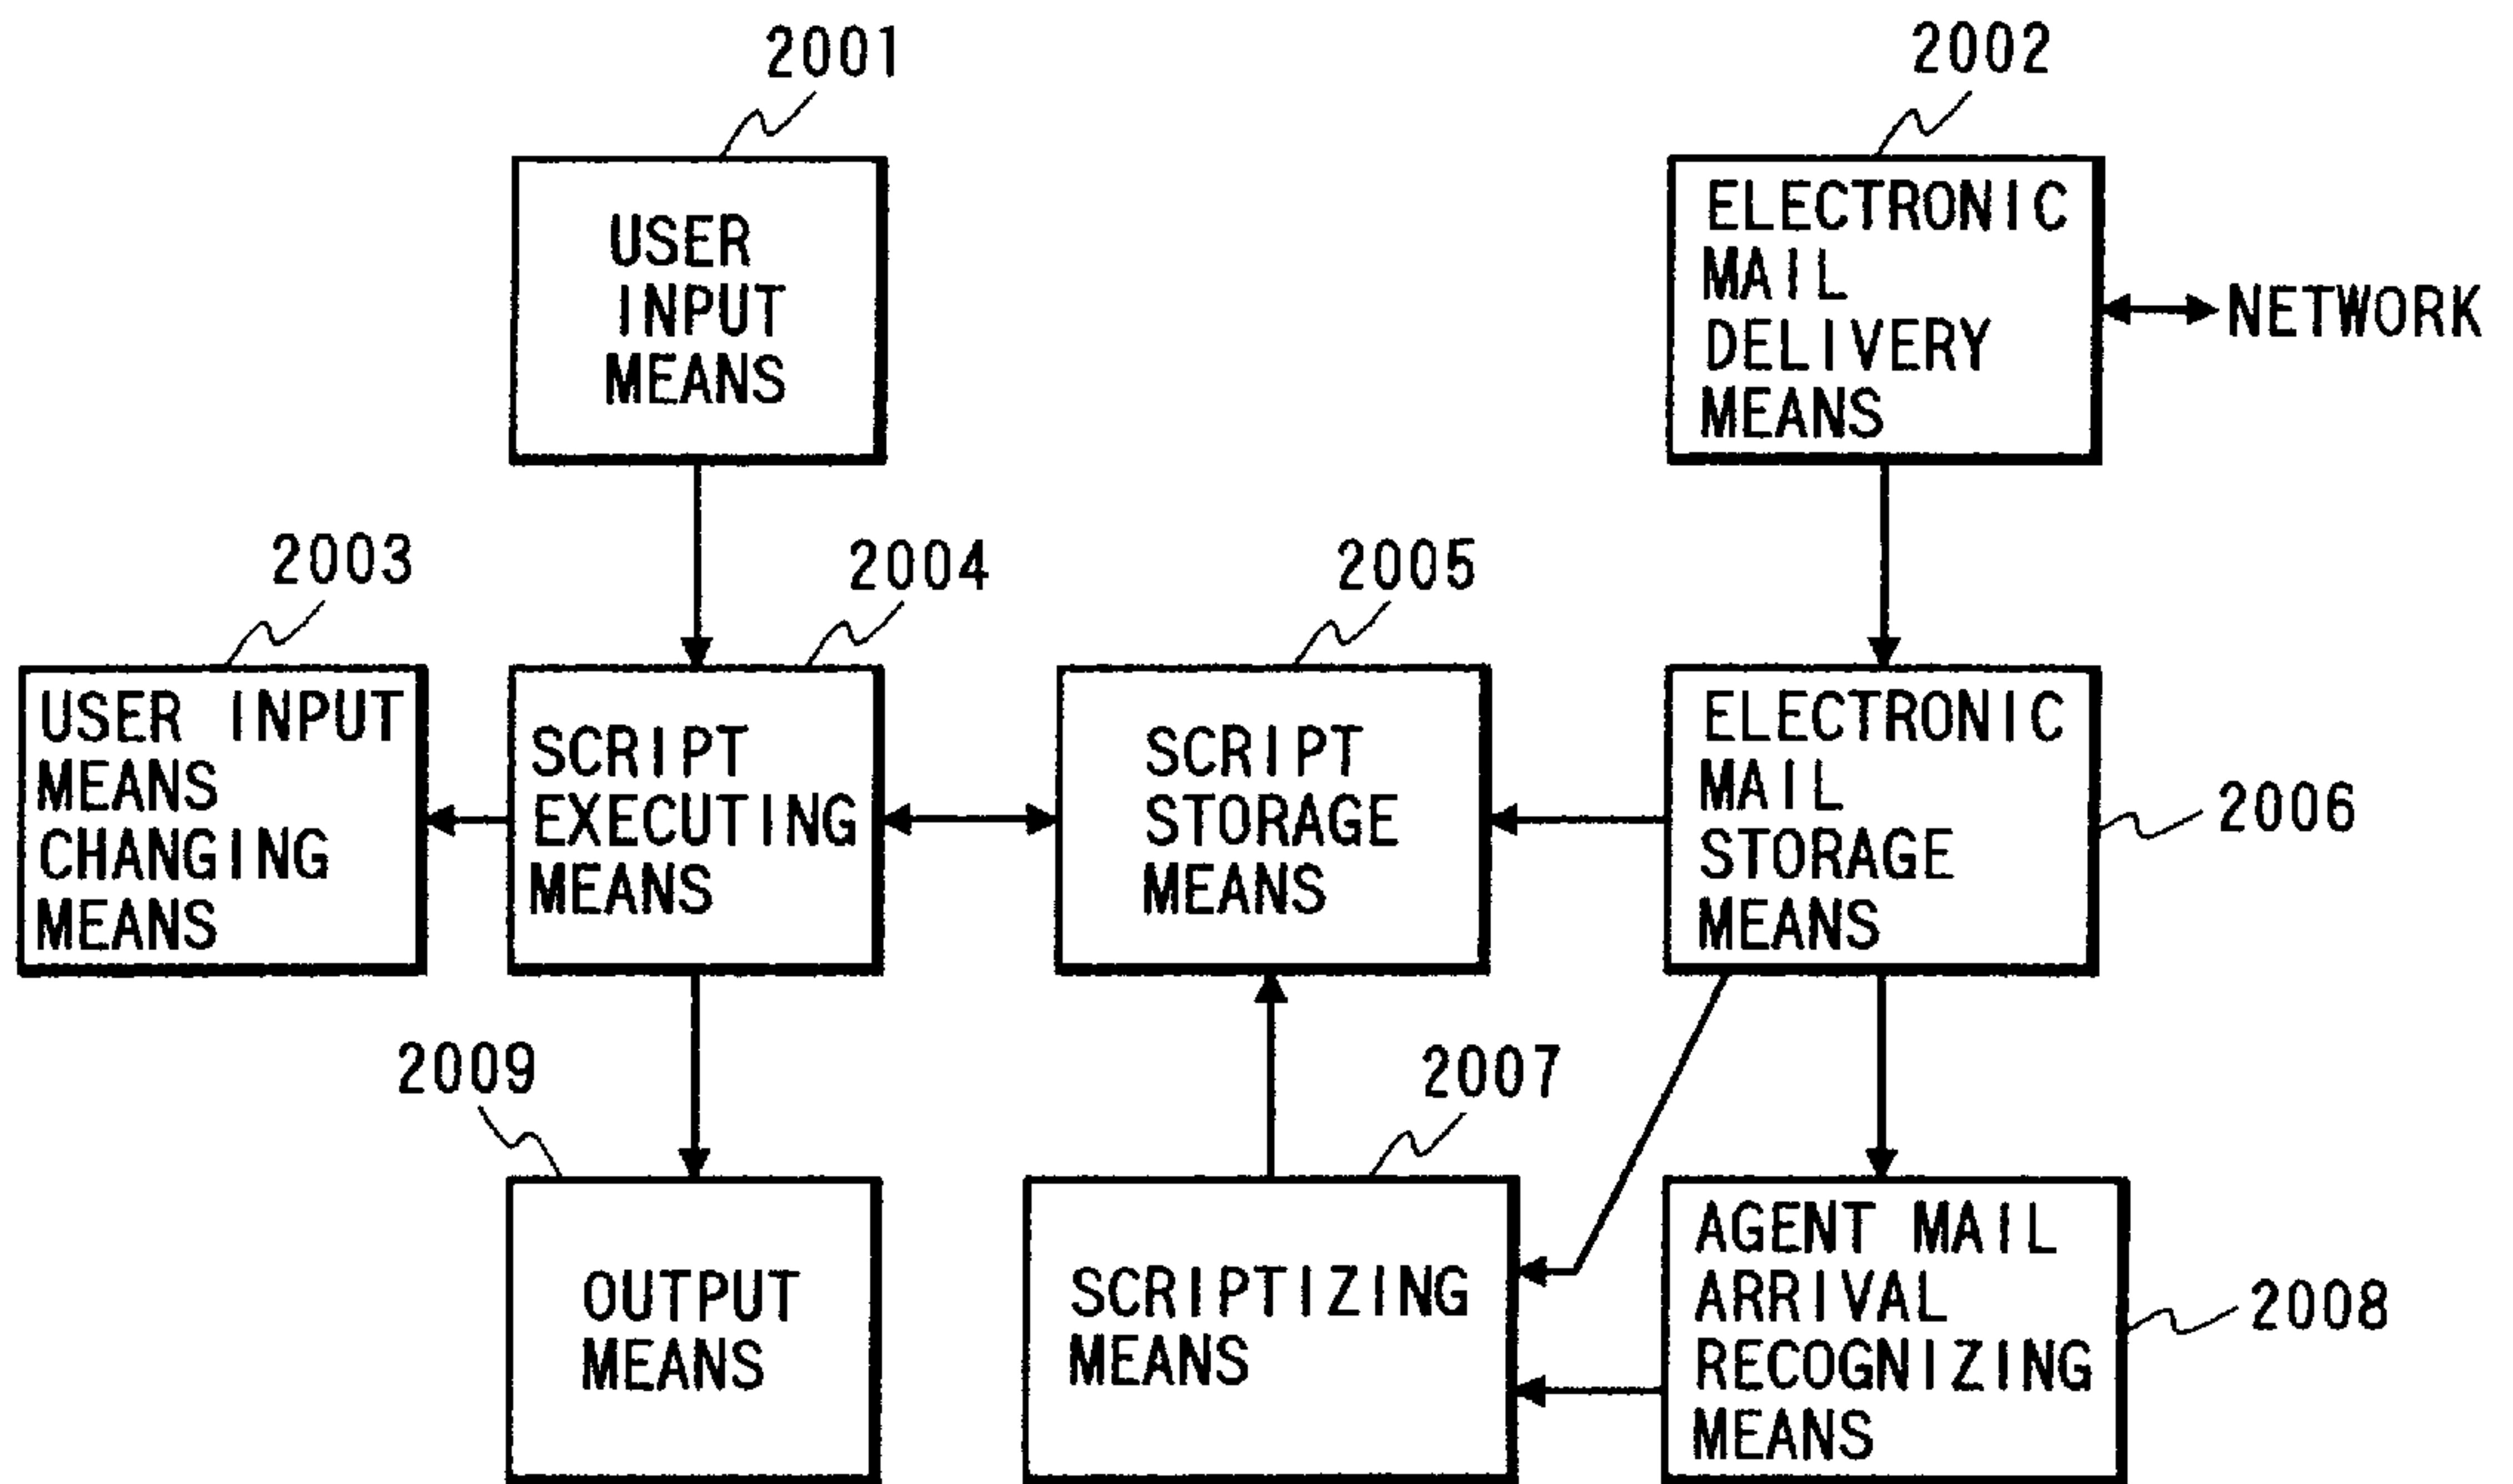 2001
2002
USER
INPUT
MEANS
ELECTRONIC
MAIL
DELIVERY
MEANS
NETWORK
2003
2004
2005
USER INPUT
MEANS
CHANGING
MEANS
SCRIPT
EXECUTING
MEANS
SCRIPT
STORAGE
MEANS
ELECTRONIC
MAIL
STORAGE
MEANS
2006
2009
2007
OUTPUT
MEANS
SCRIPTIZING
MEANS
AGENT MAIL
ARRIVAL
RECOGNIZING
MEANS
2008